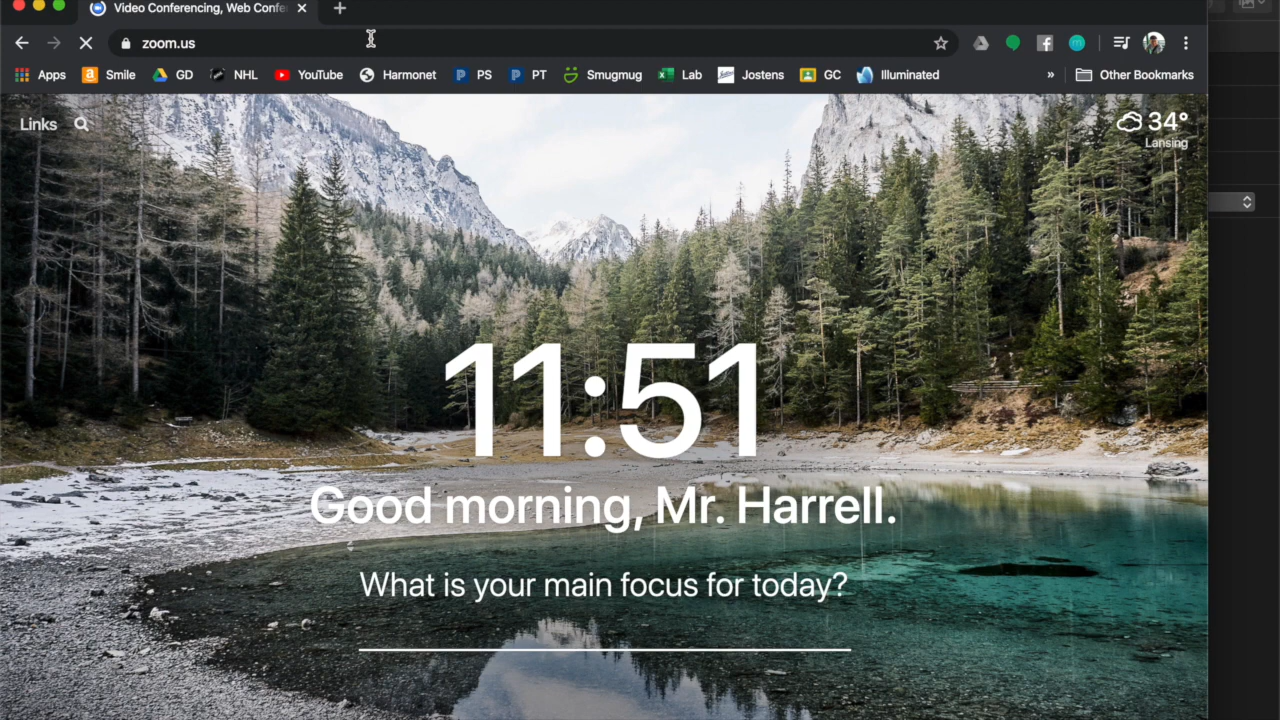 Video Conferencing, Web Confe
zoom.us
Apps Smile GD NHL YouTube Harmonet PS PT Smugmug Lab Jostens GC Illuminated » Other Bookmarks
Links
34°
Lansing
11:51
Good morning, Mr. Harrell.
What is your main focus for today?